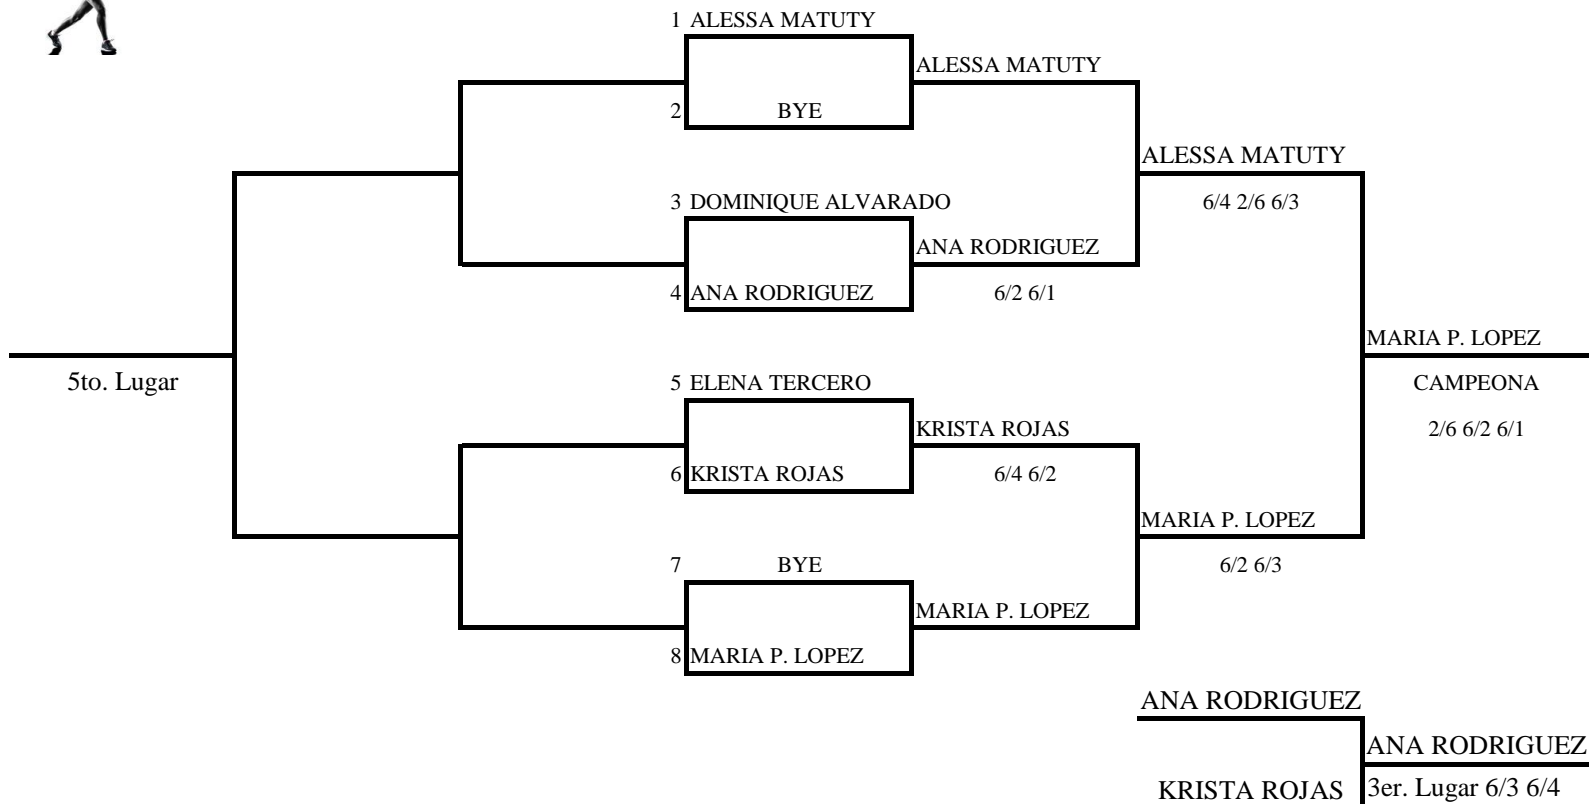 1 ALESSA MATUTY
ALESSA MATUTY
2 BYE
ALESSA MATUTY
3 DOMINIQUE ALVARADO
6/4 2/6 6/3
ANA RODRIGUEZ
4 ANA RODRIGUEZ
6/2 6/1
MARIA P. LOPEZ
5to. Lugar
5 ELENA TERCERO
CAMPEONA
KRISTA ROJAS
2/6 6/2 6/1
6 KRISTA ROJAS
6/4 6/2
MARIA P. LOPEZ
7 BYE
6/2 6/3
MARIA P. LOPEZ
8 MARIA P. LOPEZ
ANA RODRIGUEZ
ANA RODRIGUEZ
KRISTA ROJAS
3er. Lugar 6/3 6/4